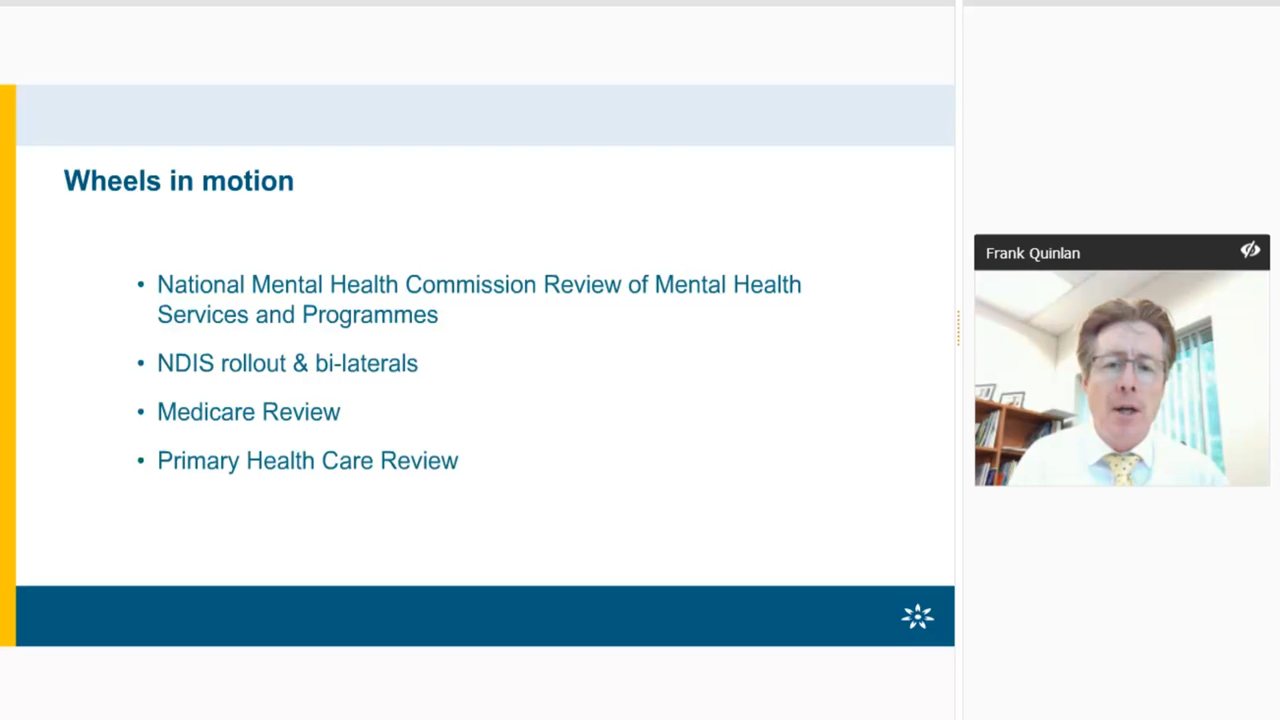 Wheels in motion
• National Mental Health Commission Review of Mental Health
Services and Programmes
• NDIS rollout & bi-laterals
• Medicare Review
• Primary Health Care Review
Frank Quinlan